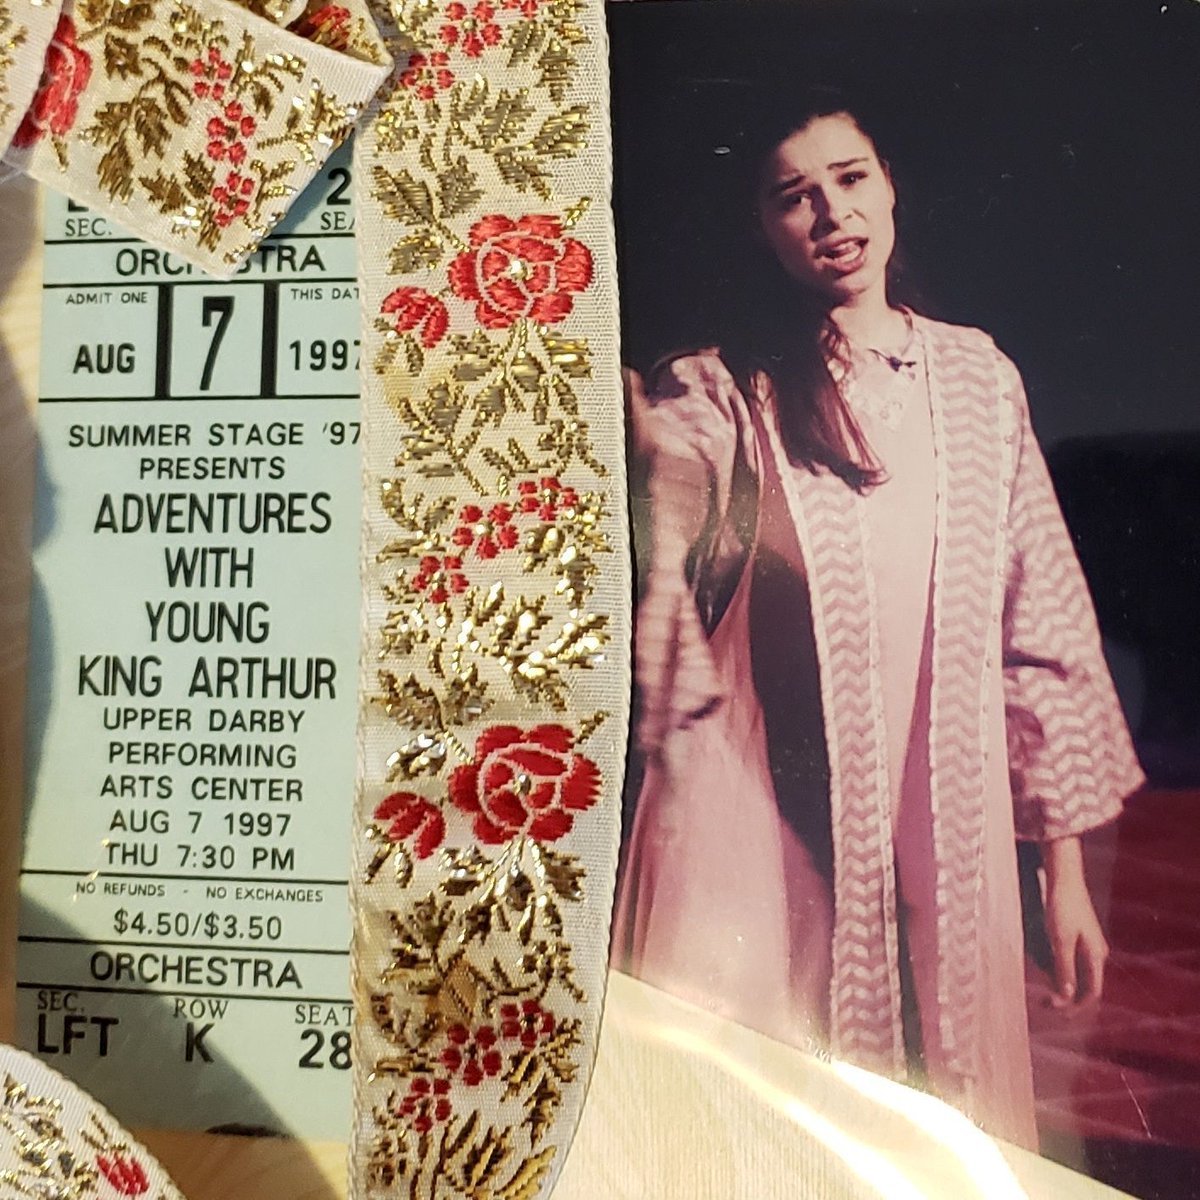 SEC. SEA
ORCHESTRA
ADMIT ONE THIS DAT
AUG 7 1997
SUMMER STAGE '97
PRESENTS
ADVENTURES
WITH
YOUNG
KING ARTHUR
UPPER DARBY
PERFORMING
ARTS CENTER
AUG 7 1997
THU 7:30 PM
NO REFUNDS - NO EXCHANGES
$4.50/$3.50
ORCHESTRA
SEC. ROW SEAT
LFT K 28